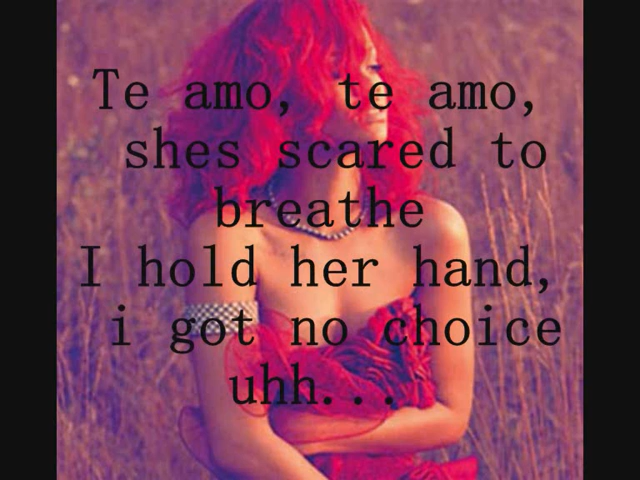 Te amo, te amo,
shes scared to
breathe
I hold her hand,
i got no choice
uhh...